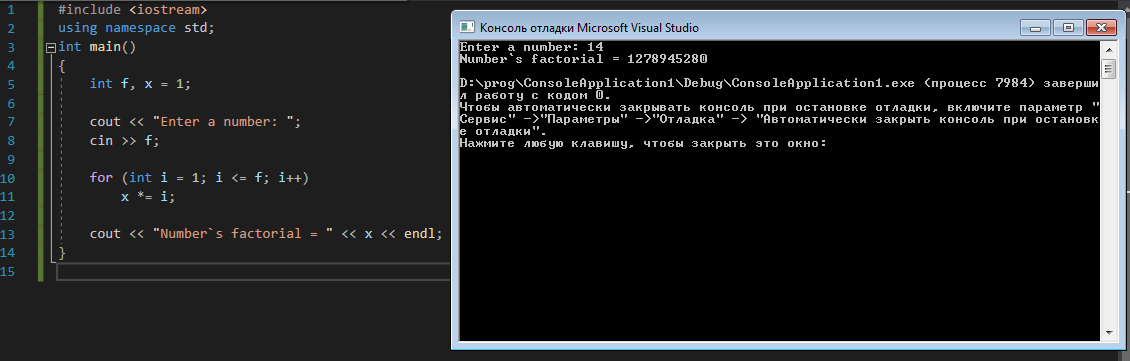 1 #include <iostream>
2 using namespace std;
3 int main()
4 {
5 int f, x = 1;
6
7 cout << "Enter a number: ";
8 cin >> f;
9
10 for (int i = 1; i <= f; i++)
11 x *= i;
12
13 cout << "Number`s factorial = " << x << endl;
14 }
15
Консоль отладки Microsoft Visual Studio
Enter a number: 14
Number`s factorial = 1278945280
D:\prog\ConsoleApplication1\Debug\ConsoleApplication1.exe (процесс 7984) заверши
л работу с кодом 0.
Чтобы автоматически закрывать консоль при остановке отладки, включите параметр "
Сервис" ->"Параметры" ->"Отладка" -> "Автоматически закрыть консоль при остановк
е отладки".
Нажмите любую клавишу, чтобы закрыть это окно: